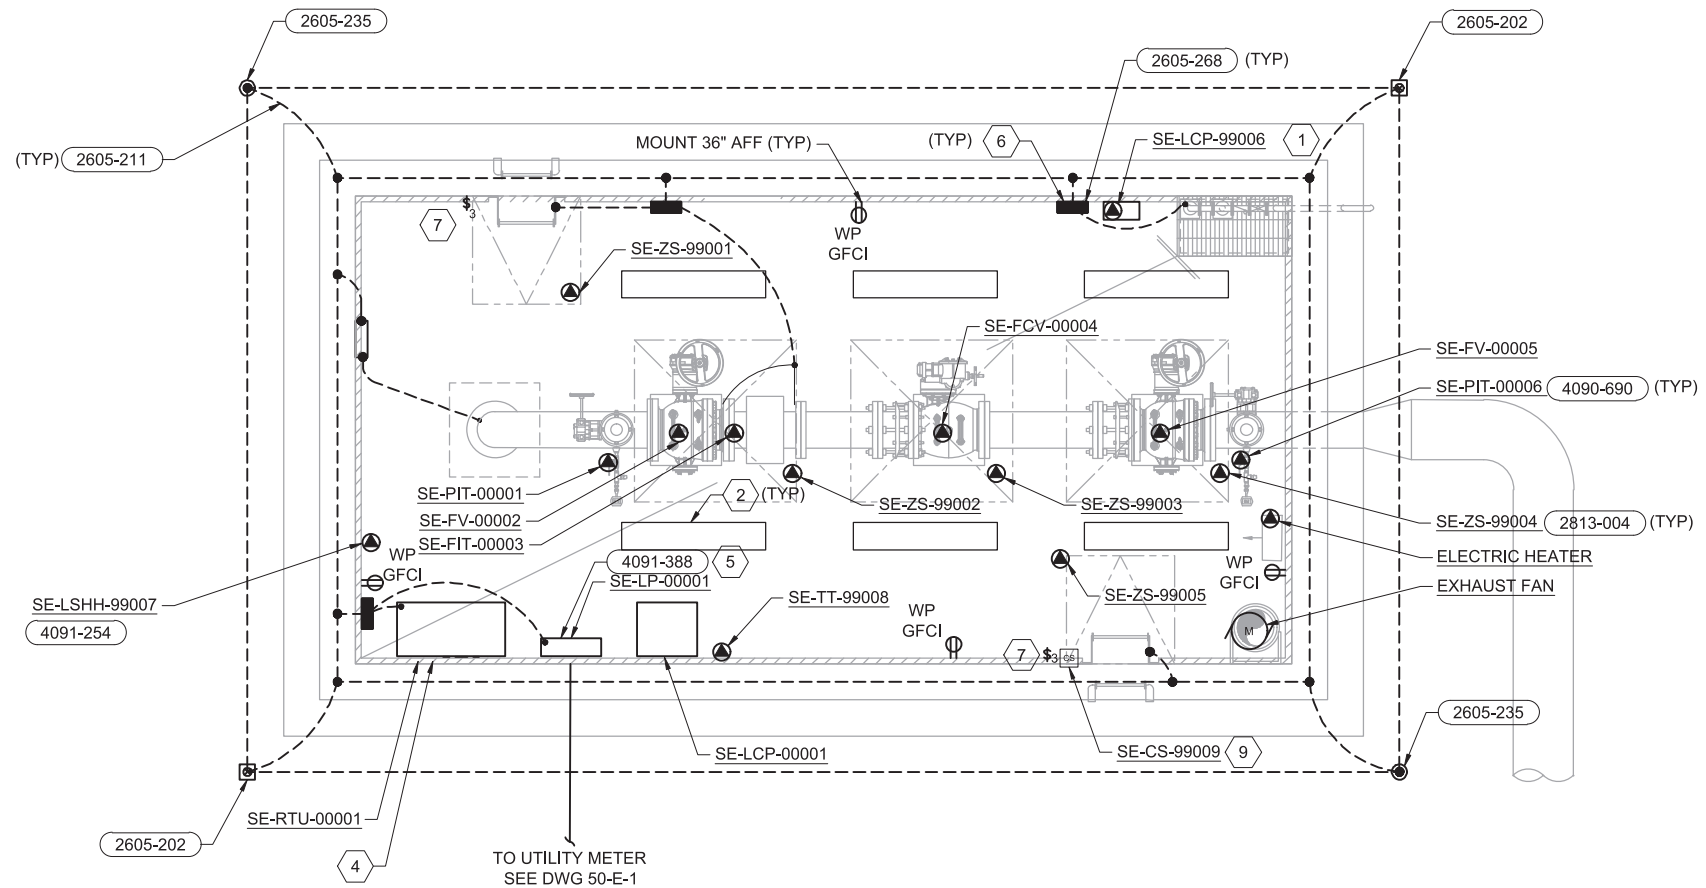 2605-235
2605-202
2605-268 (TYP)
MOUNT 36" AFF (TYP)
(TYP) 6
SE-LCP-99006 1
(TYP) 2605-211
$3
7
WP
GFCI
SE-ZS-99001
SE-FCV-00004
SE-FV-00005
SE-PIT-00006 4090-690 (TYP)
SE-PIT-00001
2 (TYP)
SE-ZS-99002
SE-ZS-99003
SE-FV-00002
SE-ZS-99004 2813-004 (TYP)
SE-FIT-00003
WP
GFCI
4091-388 5
ELECTRIC HEATER
WP
GFCI
SE-LP-00001
EXHAUST FAN
SE-LSHH-99007
SE-TT-99008
SE-ZS-99005
WP
GFCI
4091-254
M
7 $3 CS
2605-235
SE-LCP-00001
SE-CS-99009 9
SE-RTU-00001
2605-202
4
TO UTILITY METER
SEE DWG 50-E-1